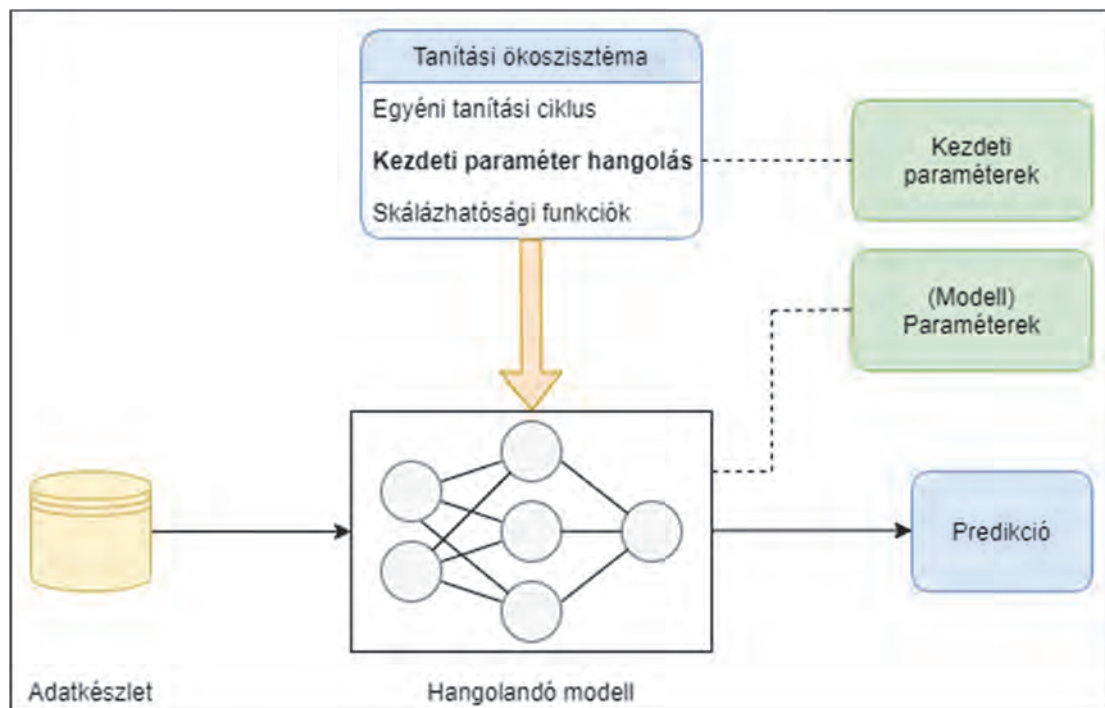 Tanítási ökoszisztéma
Egyéni tanítási ciklus
Kezdeti paraméter hangolás
Skálázhatósági funkciók
Kezdeti
paraméterek
(Modell)
Paraméterek
Predikció
Adatkészlet
Hangolandó modell